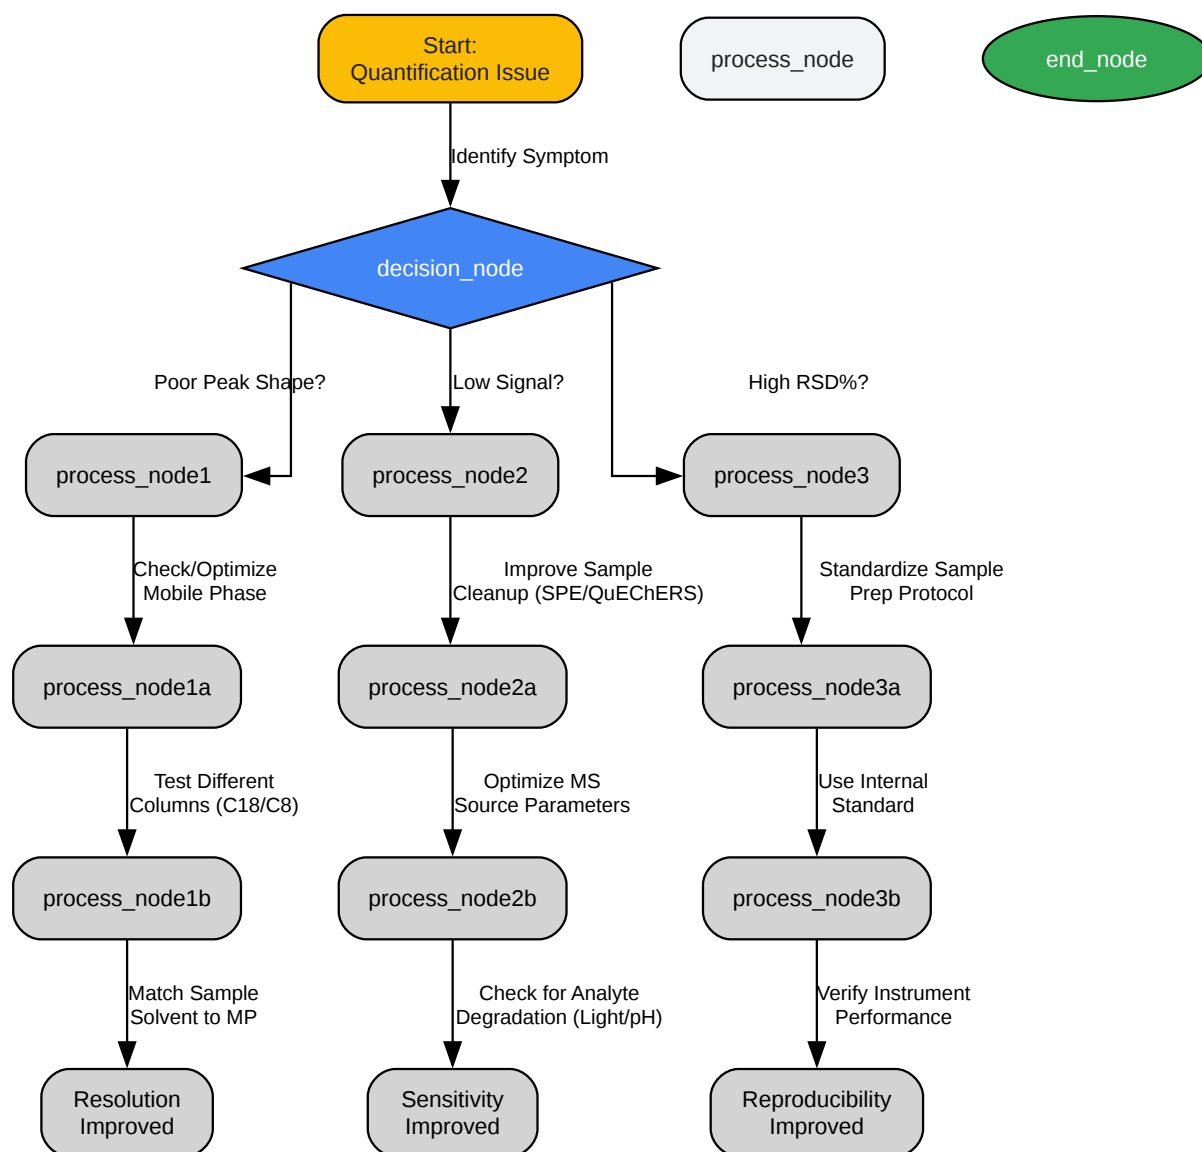 Start:
Quantification Issue
process_node
end_node
Identify Symptom
decision_node
Poor Peak Shape?
Low Signal?
High RSD%?
process_node1
process_node2
process_node3
Check/Optimize
Mobile Phase
Improve Sample
Cleanup (SPE/QuEChERS)
Standardize Sample
Prep Protocol
process_node1a
process_node2a
process_node3a
Test Different
Columns (C18/C8)
Optimize MS
Source Parameters
Use Internal
Standard
process_node1b
process_node2b
process_node3b
Match Sample
Solvent to MP
Check for Analyte
Degradation (Light/pH)
Verify Instrument
Performance
Resolution
Improved
Sensitivity
Improved
Reproducibility
Improved